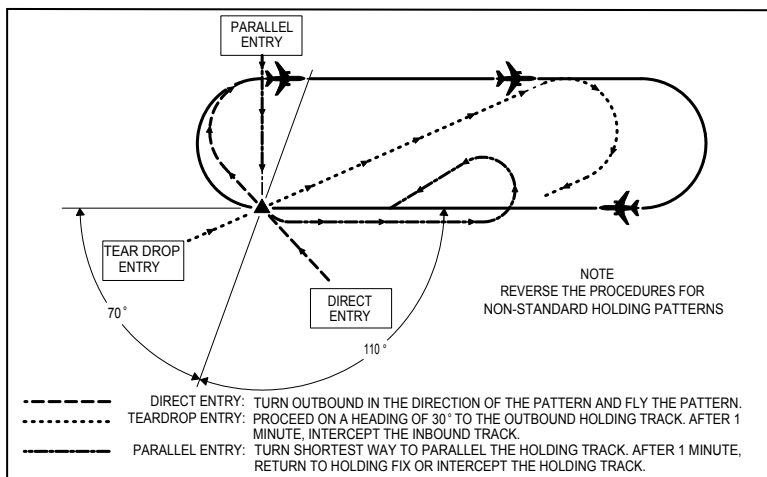 PARALLEL
ENTRY
TEAR DROP
ENTRY
DIRECT
ENTRY
NOTE
REVERSE THE PROCEDURES FOR
NON-STANDARD HOLDING PATTERNS
70°
110°
DIRECT ENTRY: TURN OUTBOUND IN THE DIRECTION OF THE PATTERN AND FLY THE PATTERN.
TEARDROP ENTRY: PROCEED ON A HEADING OF 30° TO THE OUTBOUND HOLDING TRACK. AFTER 1
MINUTE, INTERCEPT THE INBOUND TRACK.
PARALLEL ENTRY: TURN SHORTEST WAY TO PARALLEL THE HOLDING TRACK. AFTER 1 MINUTE,
RETURN TO HOLDING FIX OR INTERCEPT THE HOLDING TRACK.